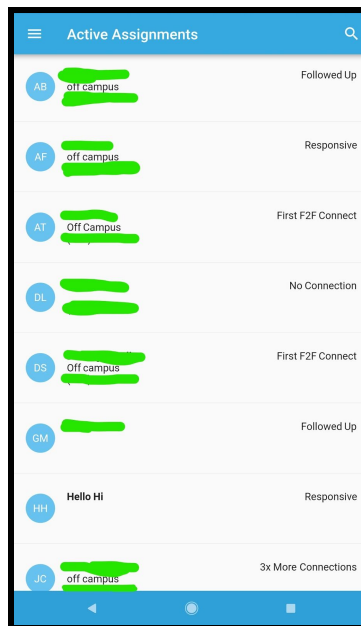 Active Assignments
AB
Followed Up
off campus
AF
Responsive
off campus
AT
First F2F Connect
Off Campus
DL
No Connection
DS
First F2F Connect
Off campus
GM
Followed Up
HH
Hello Hi
Responsive
JC
3x More Connections
off campus